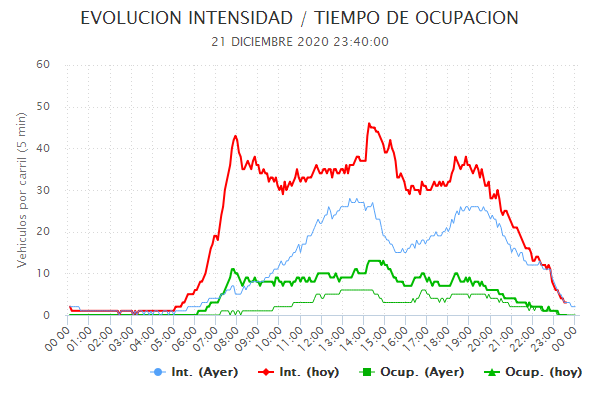 EVOLUCION INTENSIDAD / TIEMPO DE OCUPACION
21 DICIEMBRE 2020 23:40:00
Vehiculos por carril (5 min)
60
50
40
30
20
10
0
00:00 01:00 02:00 03:00 04:00 05:00 06:00 07:00 08:00 09:00 10:00 11:00 12:00 13:00 14:00 15:00 16:00 17:00 18:00 19:00 20:00 21:00 22:00 23:00 00:00
Int. (Ayer) Int. (hoy) Ocup. (Ayer) Ocup. (hoy)